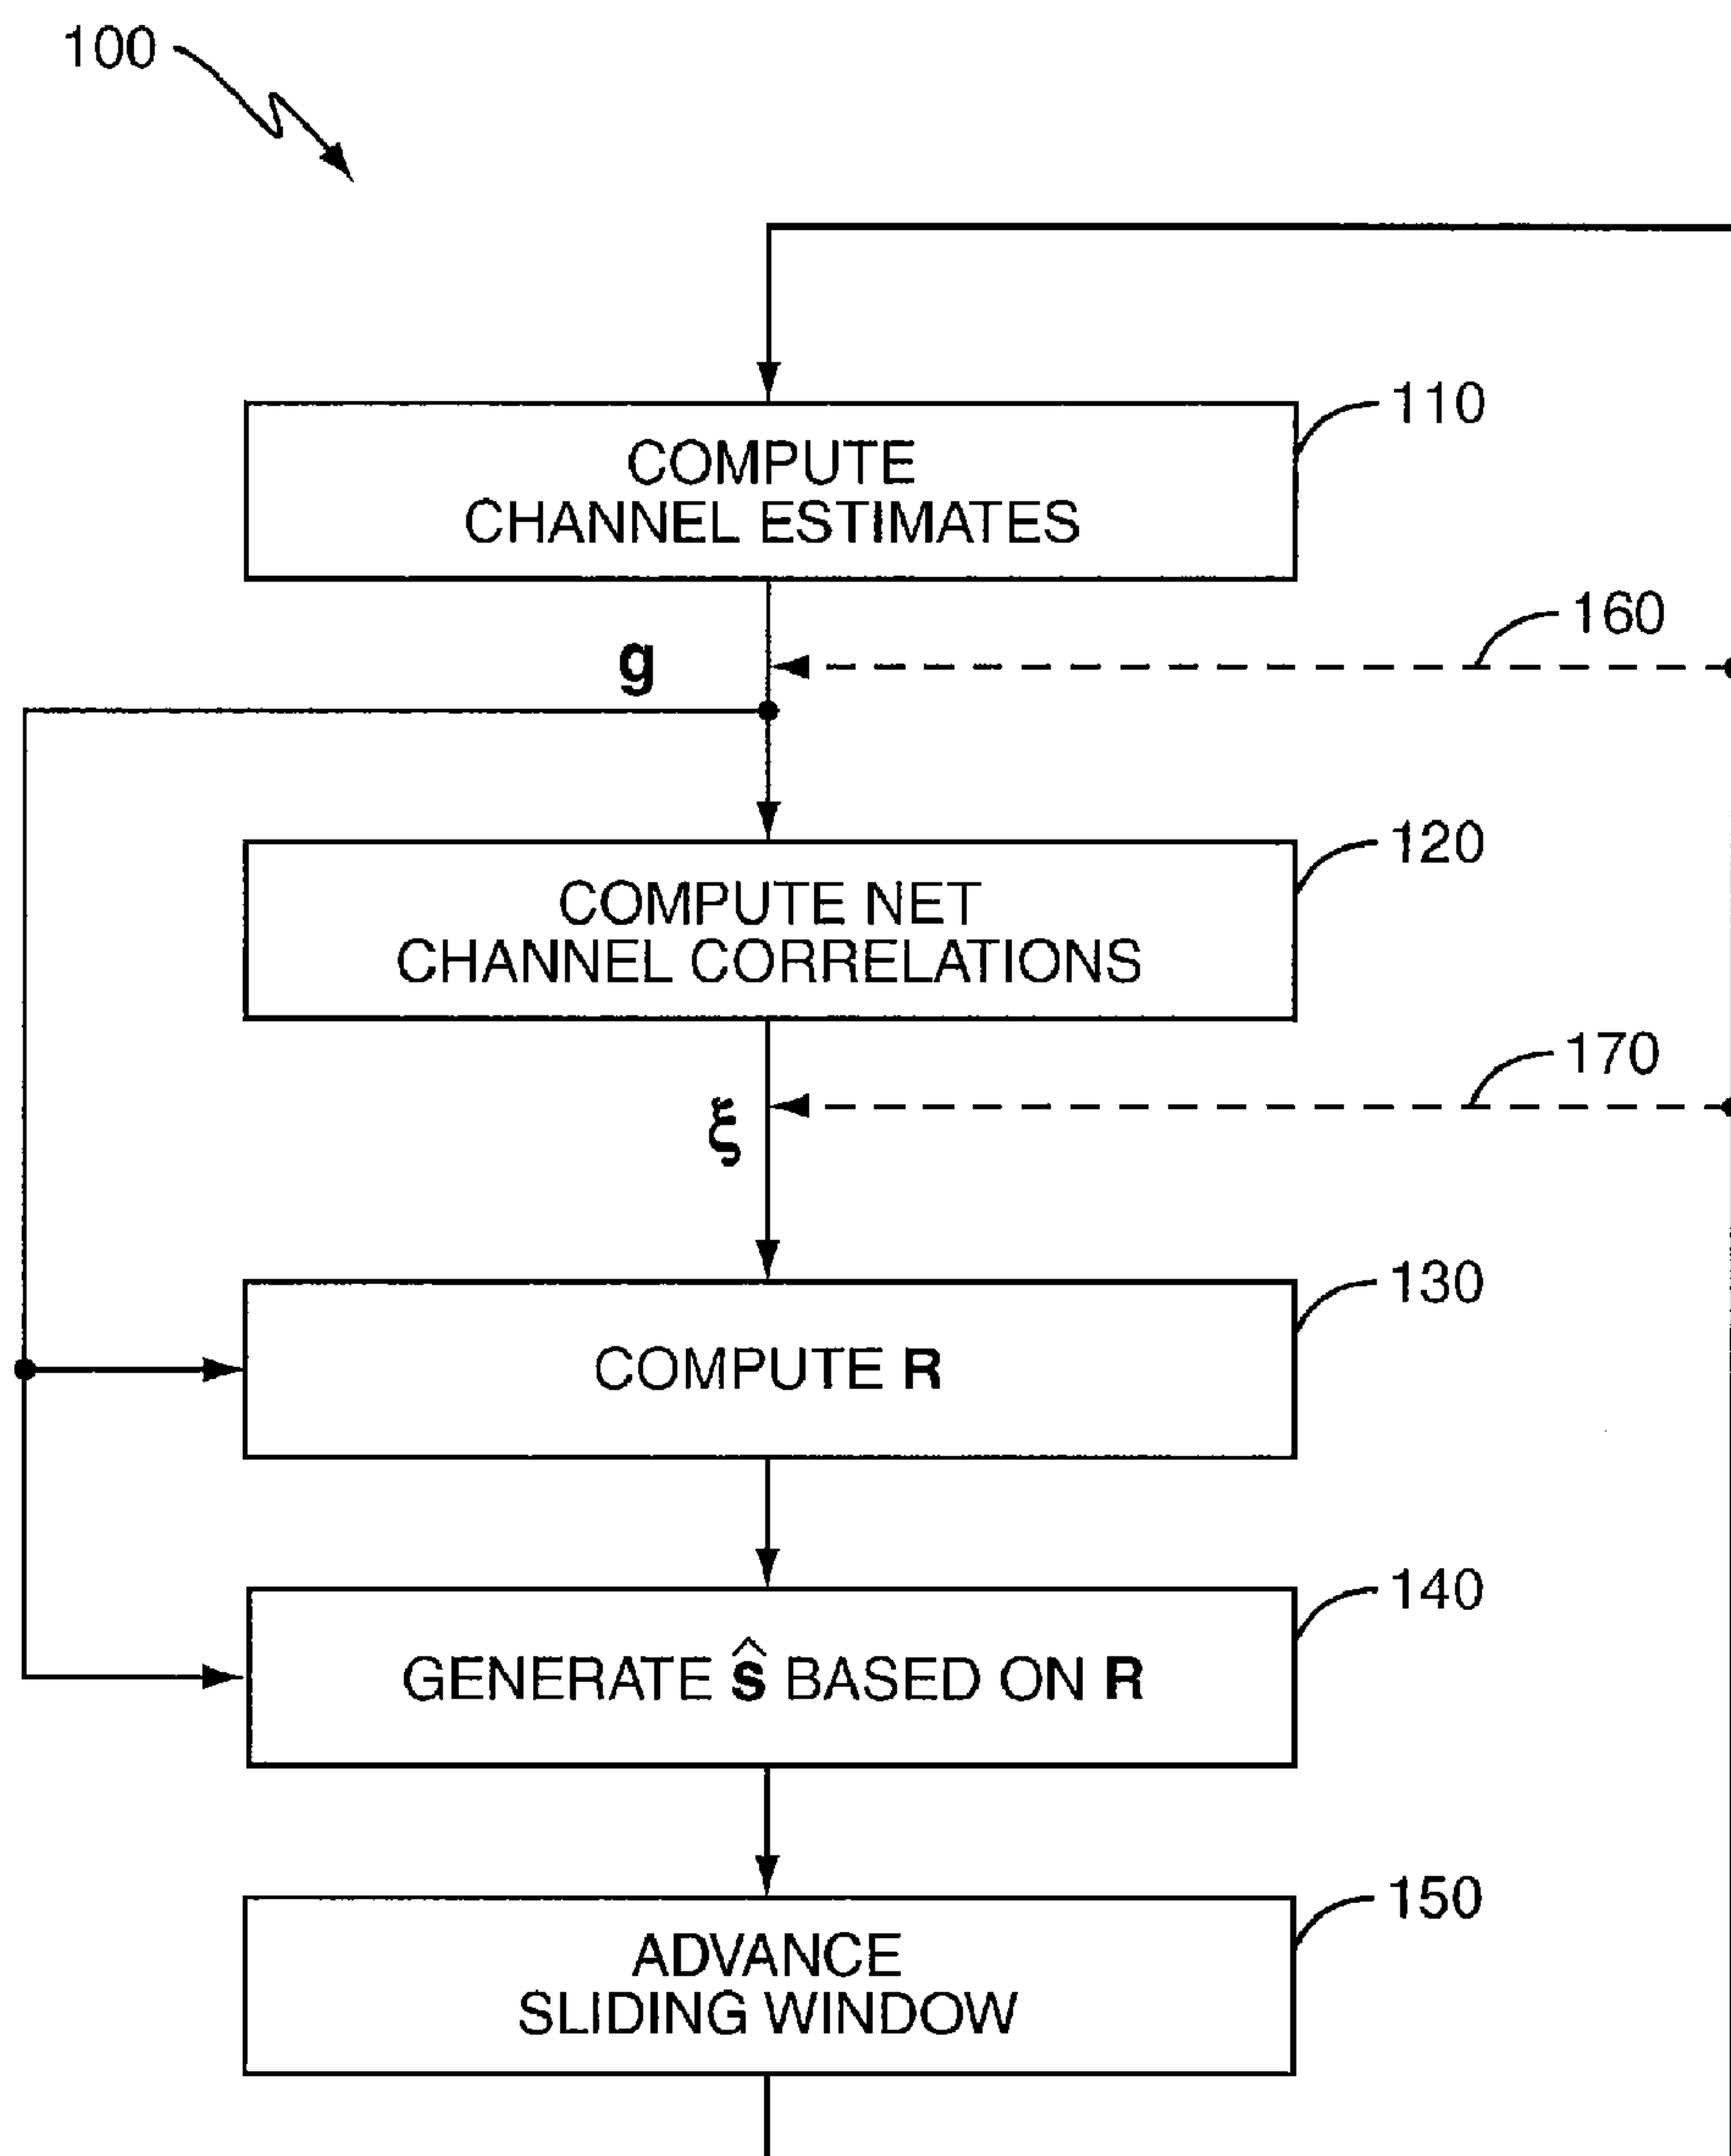 100
110
COMPUTE
CHANNEL ESTIMATES
160
g
120
COMPUTE NET
CHANNEL CORRELATIONS
170
ξ
130
COMPUTE R
140
GENERATE ŝ BASED ON R
150
ADVANCE
SLIDING WINDOW